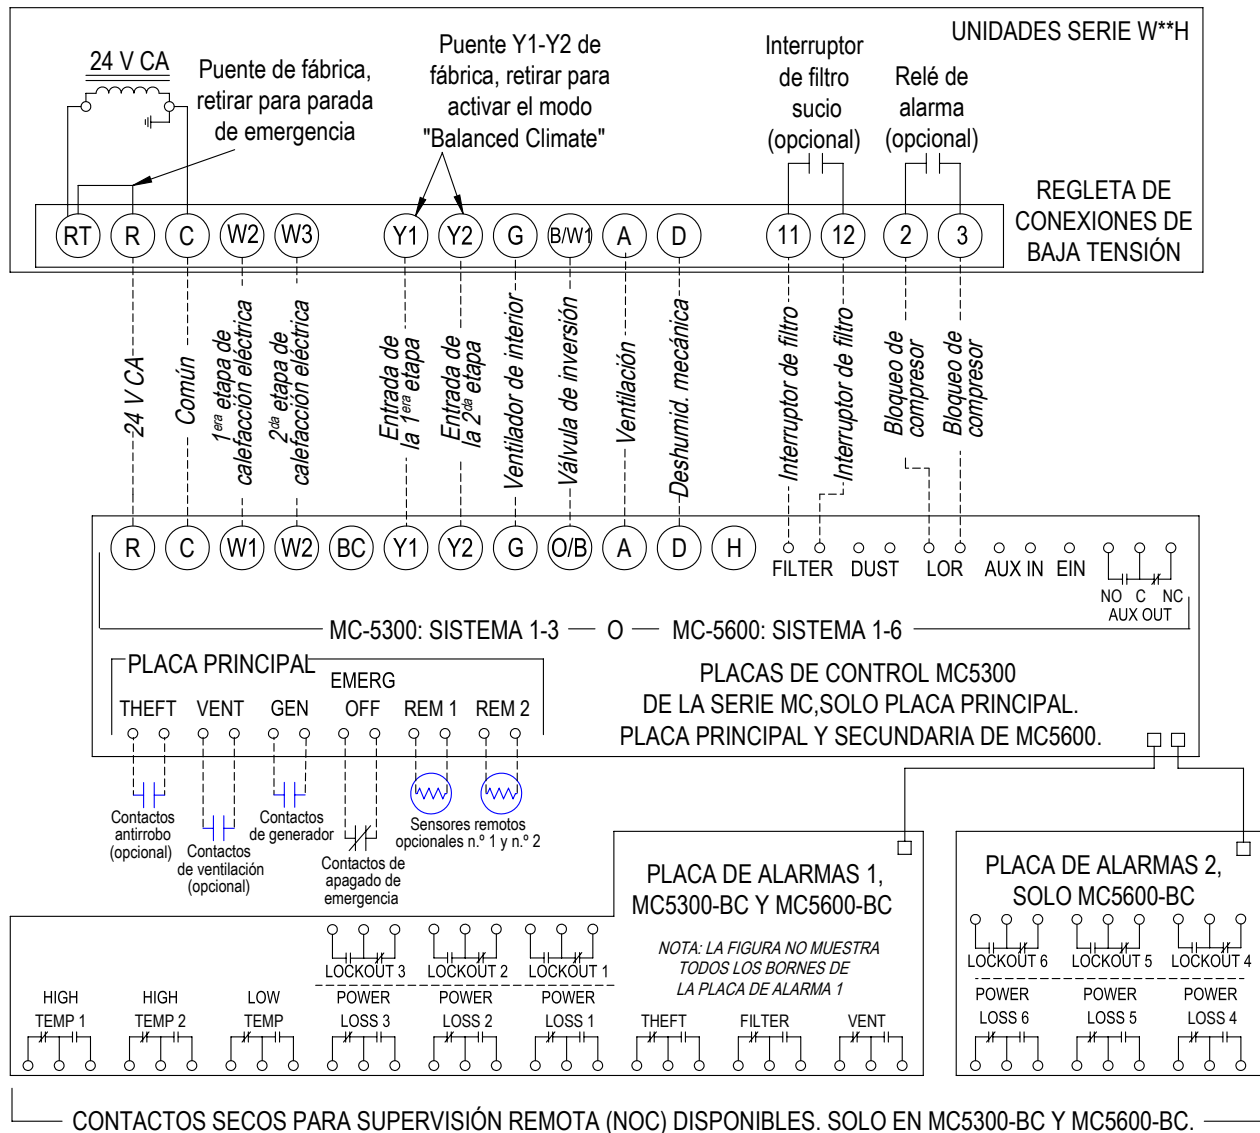 UNIDADES SERIE W**H
24 V CA
Puente de fábrica,
retirar para parada
de emergencia
Puente Y1-Y2 de
fábrica, retirar para
activar el modo
"Balanced Climate"
Interruptor
de filtro
sucio
(opcional)
Relé de
alarma
(opcional)
REGLETA DE
CONEXIONES DE
BAJA TENSIÓN
RT R C W2 W3 Y1 Y2 G B/W1 A D 11 12 2 3
24 V CA
Común
1era etapa de
calefacción eléctrica
2da etapa de
calefacción eléctrica
Entrada de
la 1era etapa
Entrada de
la 2da etapa
Ventilador de interior
Válvula de inversión
Ventilación
Deshumid. mecánica
Interruptor de filtro
Interruptor de filtro
Bloqueo de
compresor
Bloqueo de
compresor
R C W1 W2 BC Y1 Y2 G O/B A D H
FILTER DUST LOR AUX IN EIN
NO C NC
AUX OUT
MC-5300: SISTEMA 1-3 O MC-5600: SISTEMA 1-6
PLACA PRINCIPAL
THEFT VENT GEN
EMERG
OFF
REM 1 REM 2
PLACAS DE CONTROL MC5300
DE LA SERIE MC,SOLO PLACA PRINCIPAL.
PLACA PRINCIPAL Y SECUNDARIA DE MC5600.
Contactos
antirrobo
(opcional)
Contactos
de ventilación
(opcional)
Contactos
de generador
Contactos de
apagado de
emergencia
Sensores remotos
opcionales n.º 1 y n.º 2
PLACA DE ALARMAS 1,
MC5300-BC Y MC5600-BC
NOTA: LA FIGURA NO MUESTRA
TODOS LOS BORNES DE
LA PLACA DE ALARMA 1
PLACA DE ALARMAS 2,
SOLO MC5600-BC
LOCKOUT 3 LOCKOUT 2 LOCKOUT 1
LOCKOUT 6 LOCKOUT 5 LOCKOUT 4
HIGH
TEMP 1
HIGH
TEMP 2
LOW
TEMP
POWER
LOSS 3
POWER
LOSS 2
POWER
LOSS 1
THEFT
FILTER
VENT
POWER
LOSS 6
POWER
LOSS 5
POWER
LOSS 4
CONTACTOS SECOS PARA SUPERVISIÓN REMOTA (NOC) DISPONIBLES. SOLO EN MC5300-BC Y MC5600-BC.